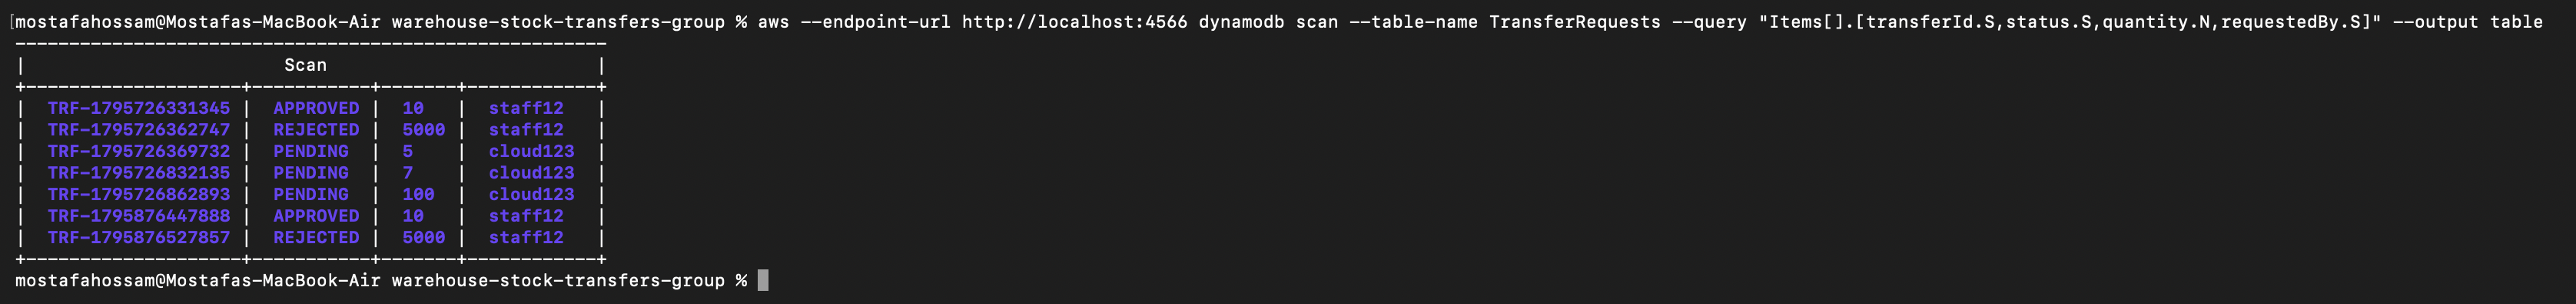 [mostafahossam@Mostafas-MacBook-Air warehouse-stock-transfers-group % aws --endpoint-url http://localhost:4566 dynamodb scan --table-name TransferRequests --query "Items[].[transferId.S,status.S,quantity.N,requestedBy.S]" --output table
------------------------------------------------------
|                        Scan                        |
+---------------------+-----------+-------+------------+
|  TRF-1795726331345 |  APPROVED |  10   |  staff12   |
|  TRF-1795726362747 |  REJECTED |  5000 |  staff12   |
|  TRF-1795726369732 |  PENDING  |  5    |  cloud123  |
|  TRF-1795726832135 |  PENDING  |  7    |  cloud123  |
|  TRF-1795726862893 |  PENDING  |  100  |  cloud123  |
|  TRF-1795876447888 |  APPROVED |  10   |  staff12   |
|  TRF-1795876527857 |  REJECTED |  5000 |  staff12   |
+---------------------+-----------+-------+------------+
mostafahossam@Mostafas-MacBook-Air warehouse-stock-transfers-group %